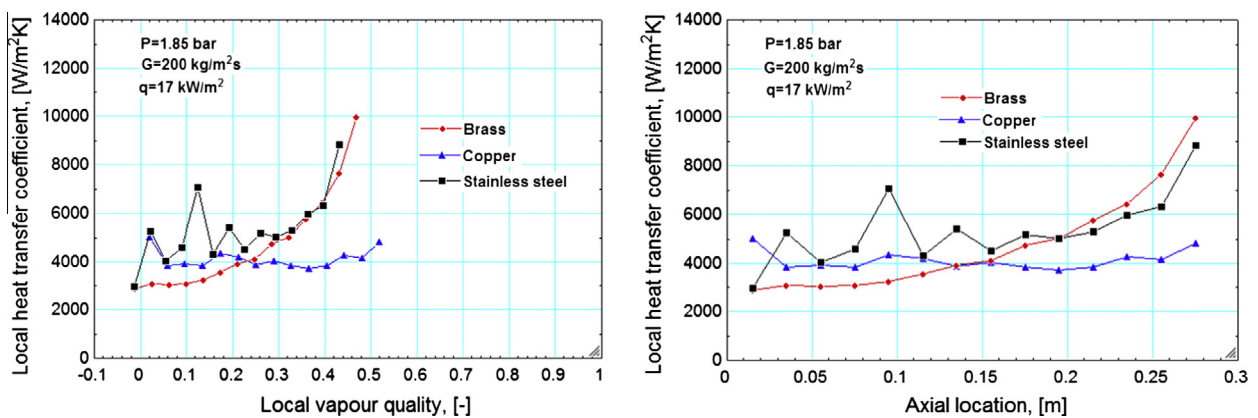 Local heat transfer coefficient, [W/m²K]
14000
12000
10000
8000
6000
4000
2000
0
P=1.85 bar
G=200 kg/m²s
q=17 kW/m²
Brass
Copper
Stainless steel
-0.1 0 0.1 0.2 0.3 0.4 0.5 0.6 0.7 0.8 0.9 1
Local vapour quality, [-]
Local heat transfer coefficient, [W/m²K]
14000
12000
10000
8000
6000
4000
2000
0
P=1.85 bar
G=200 kg/m²s
q=17 kW/m²
Brass
Copper
Stainless steel
0 0.05 0.1 0.15 0.2 0.25 0.3
Axial location, [m]